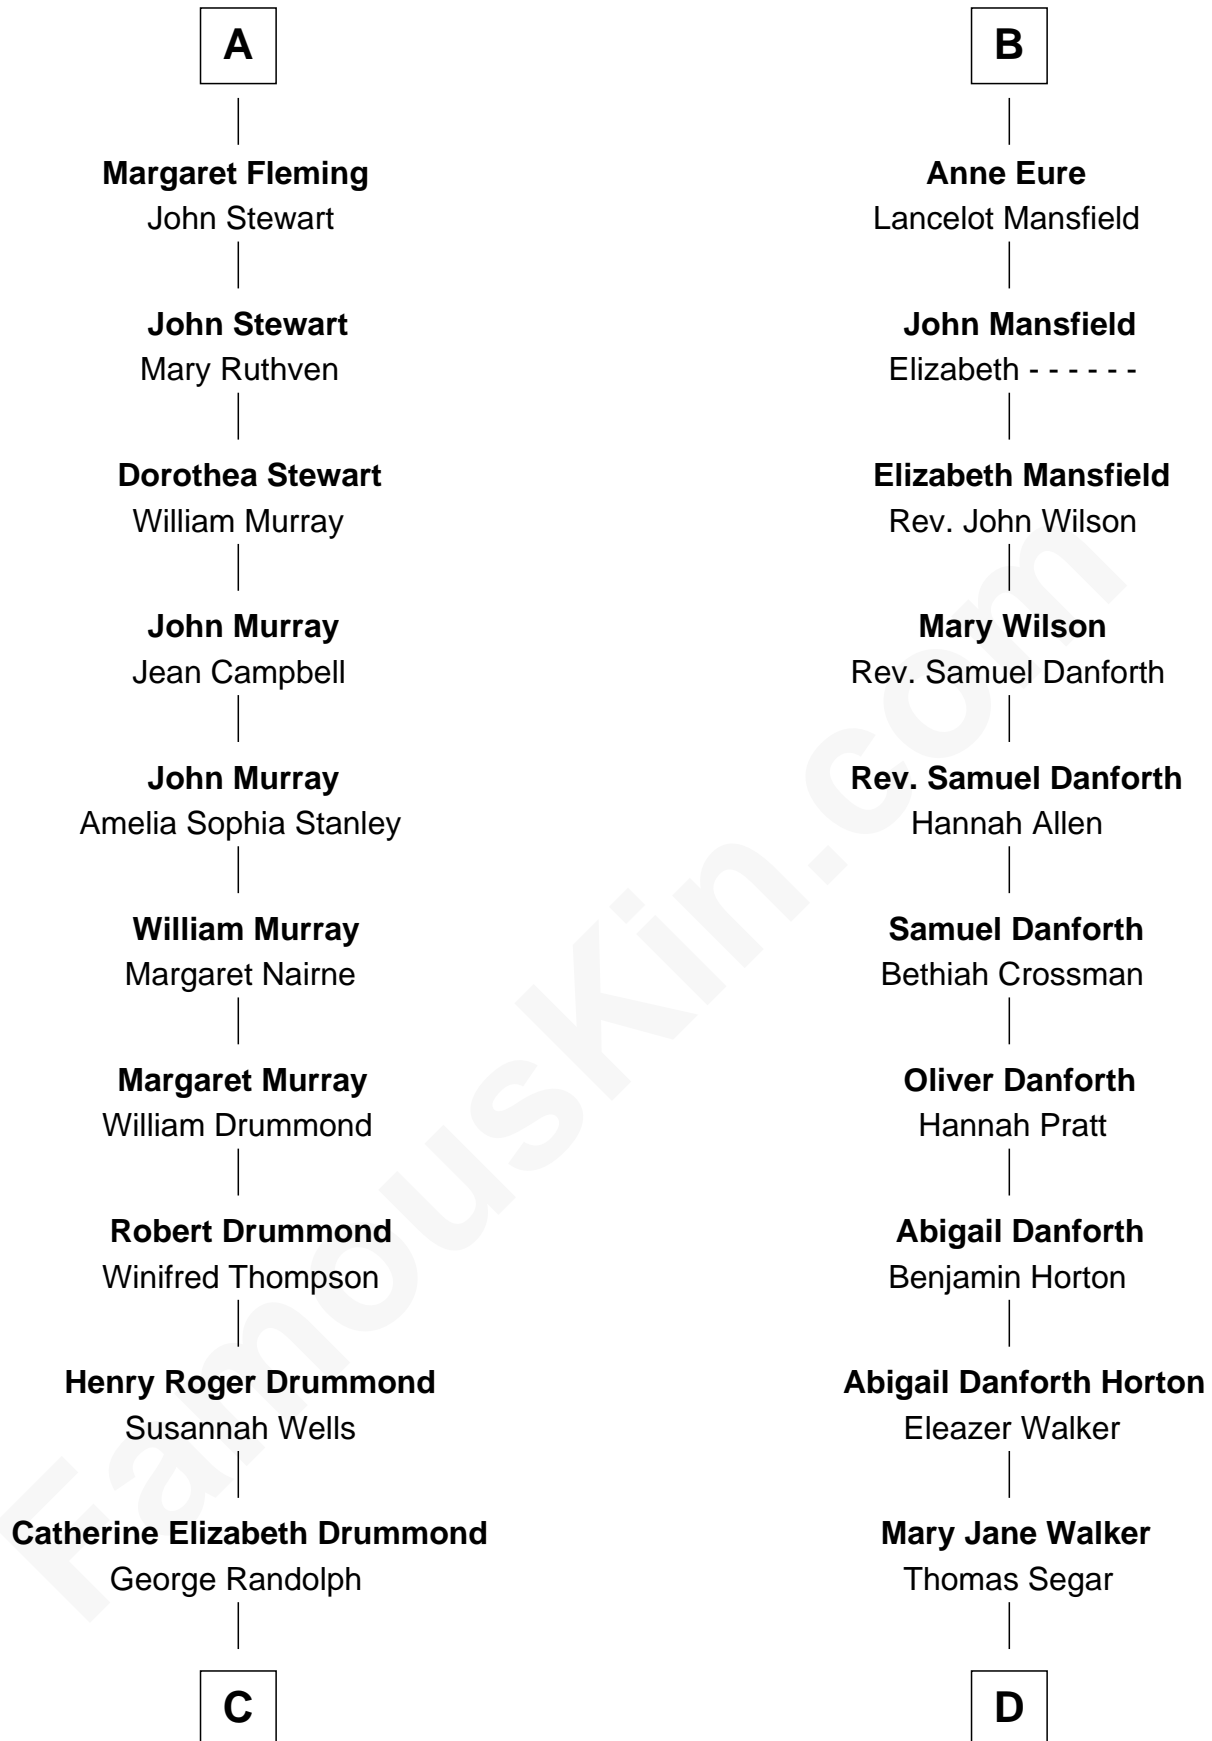 A
Margaret Fleming
John Stewart
John Stewart
Mary Ruthven
Dorothea Stewart
William Murray
John Murray
Jean Campbell
John Murray
Amelia Sophia Stanley
William Murray
Margaret Nairne
Margaret Murray
William Drummond
Robert Drummond
Winifred Thompson
Henry Roger Drummond
Susannah Wells
Catherine Elizabeth Drummond
George Randolph
C
B
Anne Eure
Lancelot Mansfield
John Mansfield
Elizabeth - - - - - -
Elizabeth Mansfield
Rev. John Wilson
Mary Wilson
Rev. Samuel Danforth
Rev. Samuel Danforth
Hannah Allen
Samuel Danforth
Bethiah Crossman
Oliver Danforth
Hannah Pratt
Abigail Danforth
Benjamin Horton
Abigail Danforth Horton
Eleazer Walker
Mary Jane Walker
Thomas Segar
D
FamousKin.com